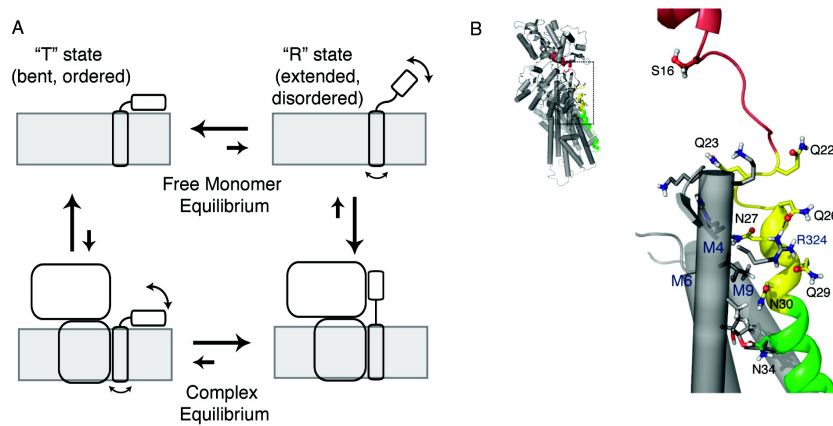 A
"T" state
(bent, ordered)
"R" state
(extended,
disordered)
Free Monomer
Equilibrium
Complex
Equilibrium
B
S16
Q23
Q22
N27
Q26
M4
R324
M6
M9
Q29
N30
N34